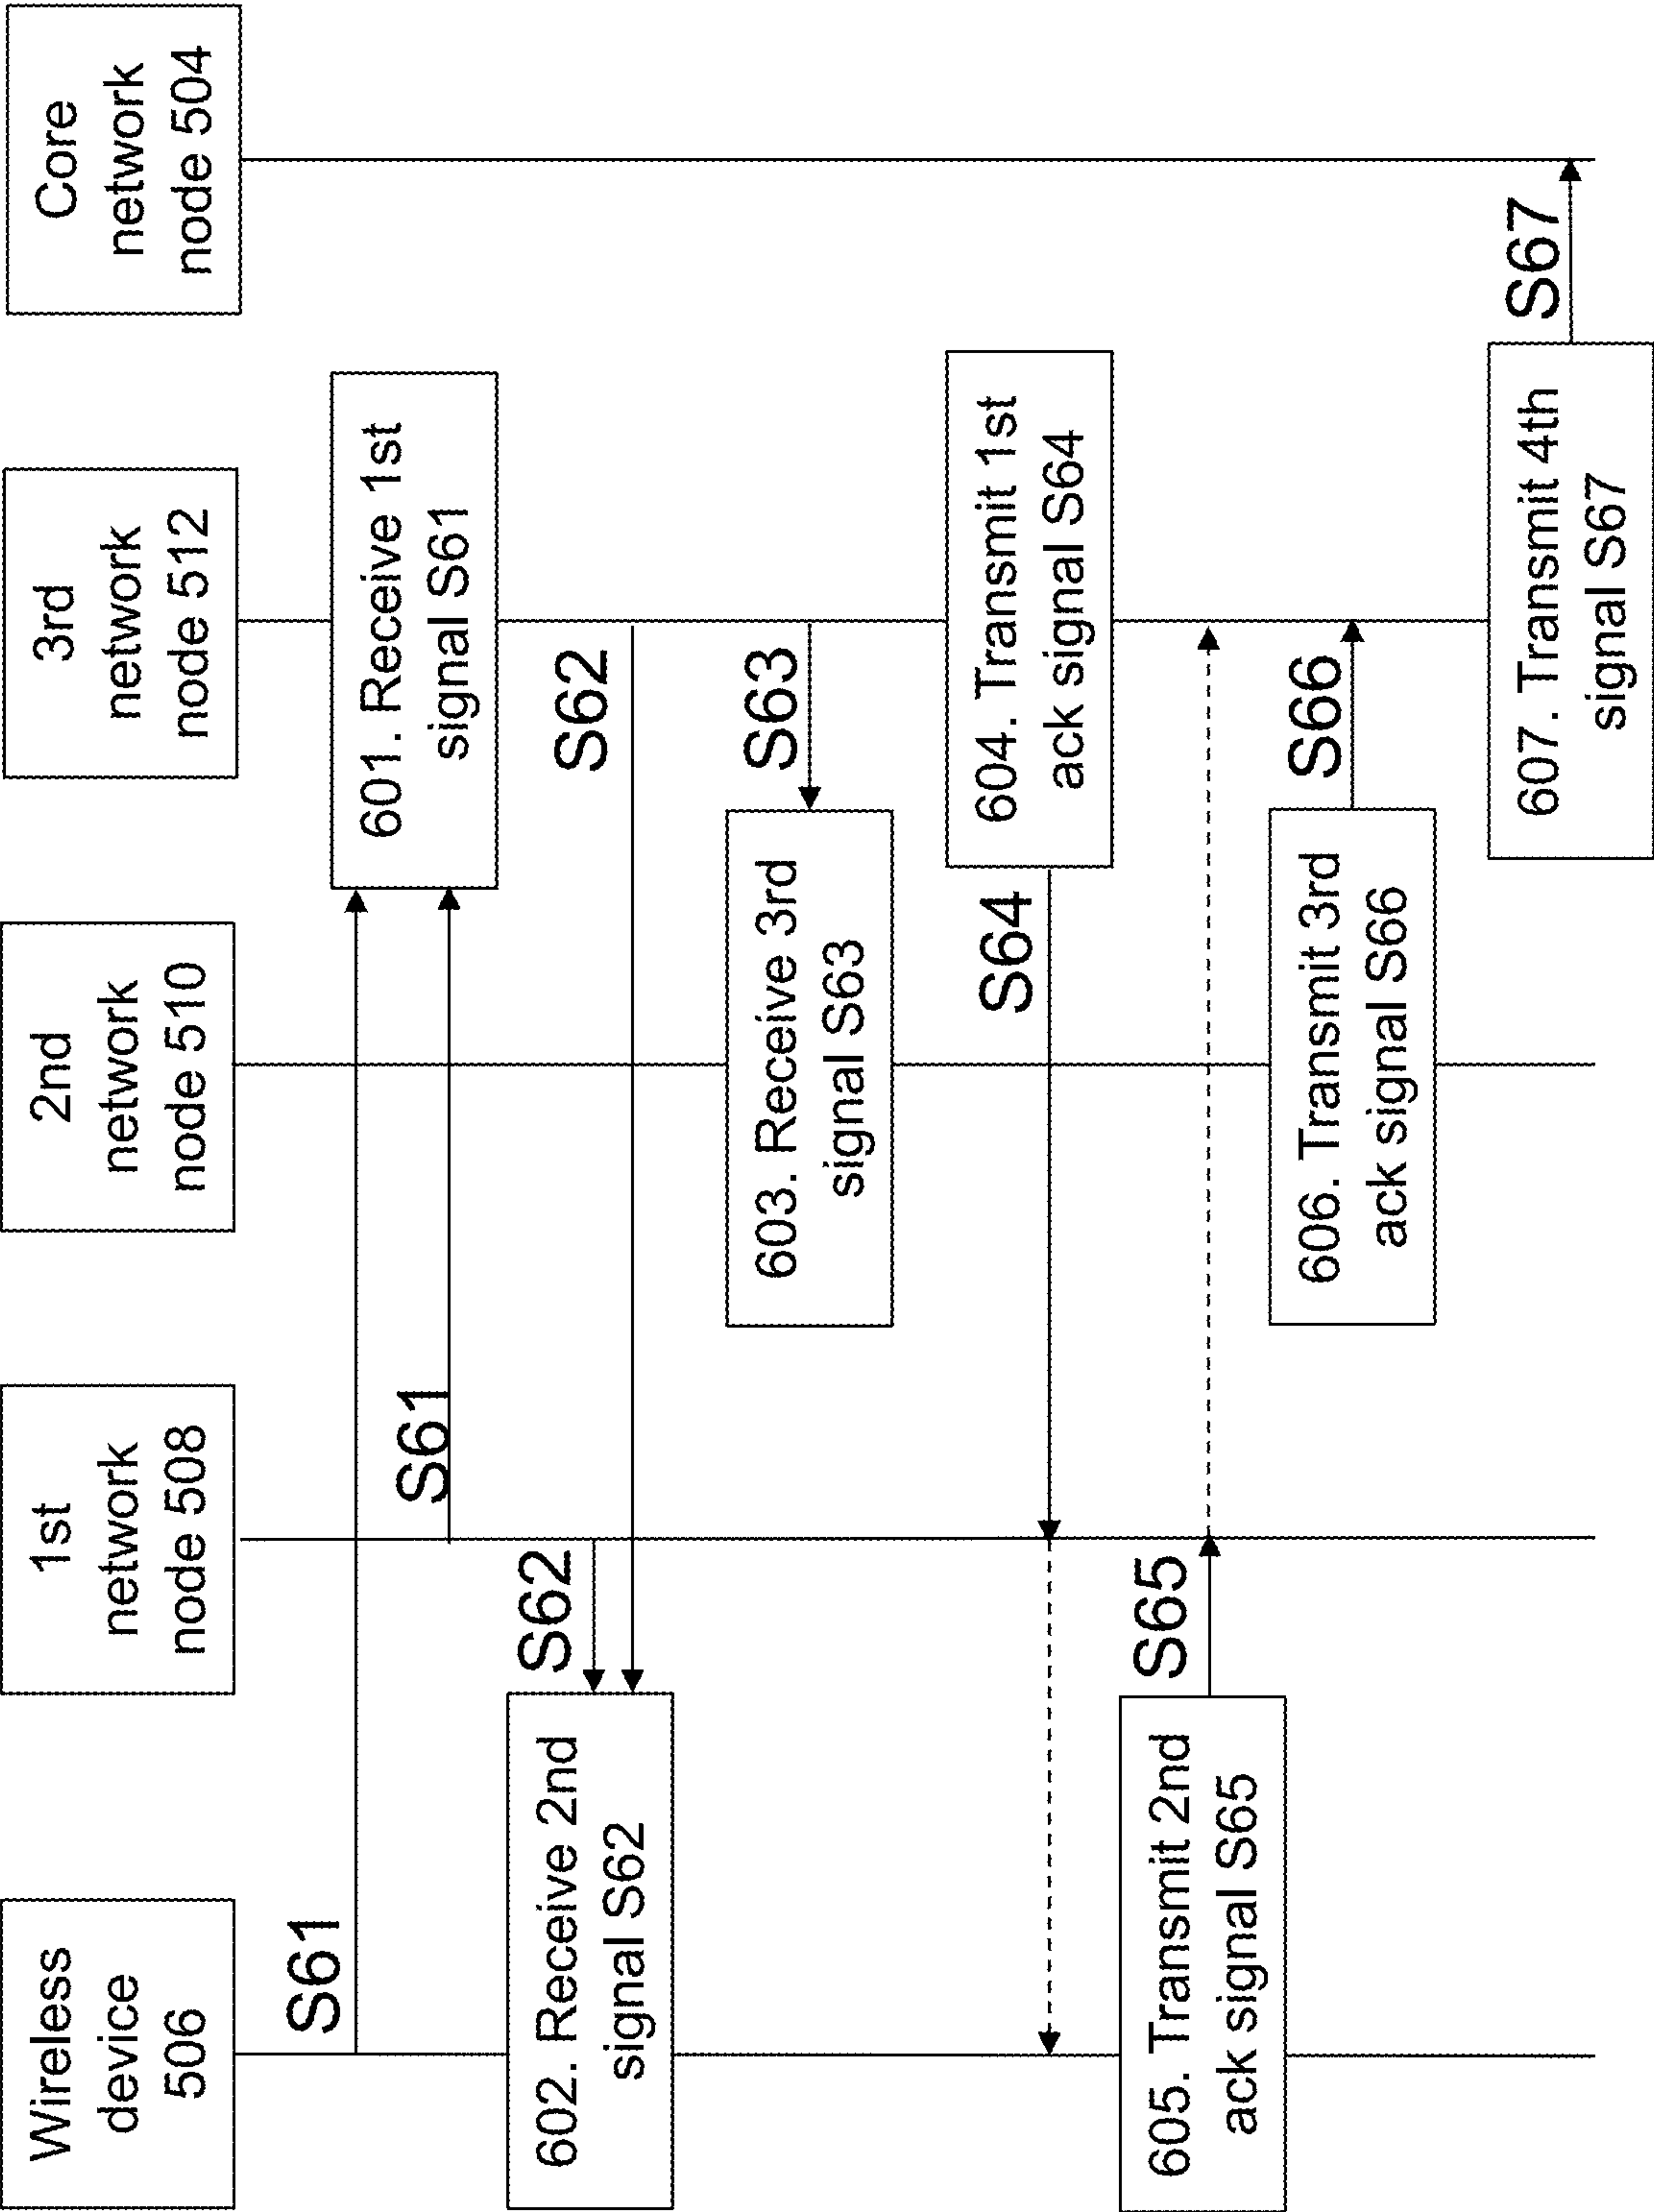 Wireless
device
506
1st
network
node 508
2nd
network
node 510
3rd
network
node 512
Core
network
node 504
S61
601. Receive 1st
signal S61
S61
S62
S62
602. Receive 2nd
signal S62
S63
603. Receive 3rd
signal S63
604. Transmit 1st
ack signal S64
S64
S65
605. Transmit 2nd
ack signal S65
S66
606. Transmit 3rd
ack signal S66
S67
607. Transmit 4th
signal S67